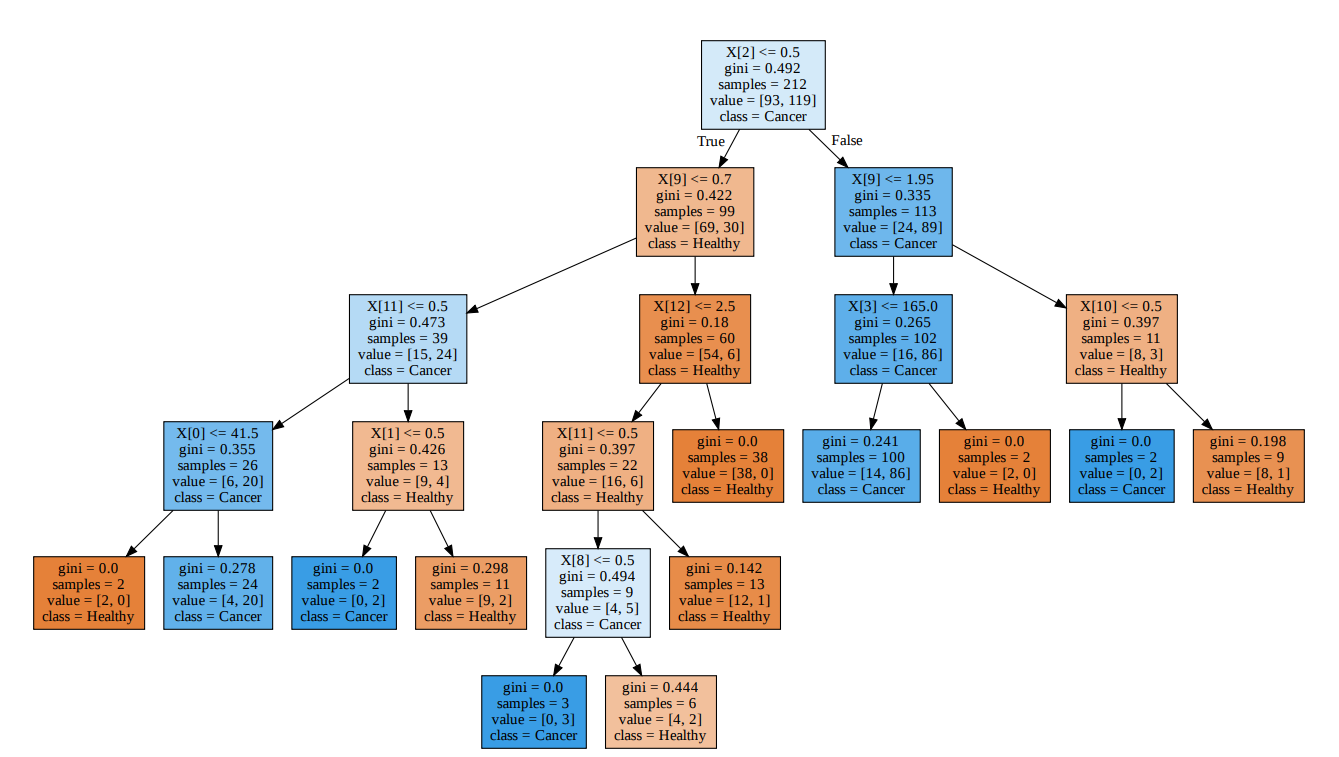 X[2] <= 0.5
gini = 0.492
samples = 212
value = [93, 119]
class = Cancer
True
False
X[9] <= 0.7
gini = 0.422
samples = 99
value = [69, 30]
class = Healthy
X[9] <= 1.95
gini = 0.335
samples = 113
value = [24, 89]
class = Cancer
X[11] <= 0.5
gini = 0.473
samples = 39
value = [15, 24]
class = Cancer
X[12] <= 2.5
gini = 0.18
samples = 60
value = [54, 6]
class = Healthy
X[3] <= 165.0
gini = 0.265
samples = 102
value = [16, 86]
class = Cancer
X[10] <= 0.5
gini = 0.397
samples = 11
value = [8, 3]
class = Healthy
X[0] <= 41.5
gini = 0.355
samples = 26
value = [6, 20]
class = Cancer
X[1] <= 0.5
gini = 0.426
samples = 13
value = [9, 4]
class = Healthy
X[11] <= 0.5
gini = 0.397
samples = 22
value = [16, 6]
class = Healthy
gini = 0.0
samples = 38
value = [38, 0]
class = Healthy
gini = 0.241
samples = 100
value = [14, 86]
class = Cancer
gini = 0.0
samples = 2
value = [2, 0]
class = Healthy
gini = 0.0
samples = 2
value = [0, 2]
class = Cancer
gini = 0.198
samples = 9
value = [8, 1]
class = Healthy
gini = 0.0
samples = 2
value = [2, 0]
class = Healthy
gini = 0.278
samples = 24
value = [4, 20]
class = Cancer
gini = 0.0
samples = 2
value = [0, 2]
class = Cancer
gini = 0.298
samples = 11
value = [9, 2]
class = Healthy
X[8] <= 0.5
gini = 0.494
samples = 9
value = [4, 5]
class = Cancer
gini = 0.142
samples = 13
value = [12, 1]
class = Healthy
gini = 0.0
samples = 3
value = [0, 3]
class = Cancer
gini = 0.444
samples = 6
value = [4, 2]
class = Healthy